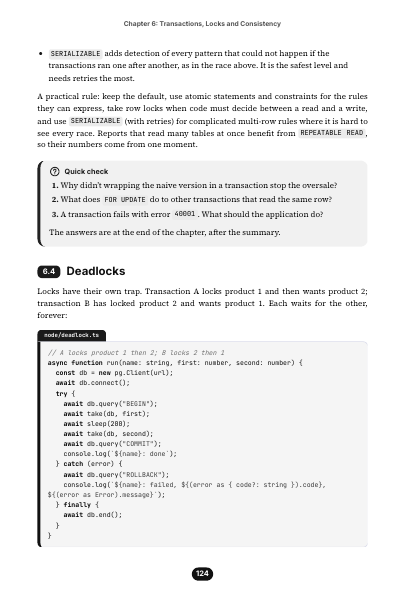 Chapter 6: Transactions, Locks and Consistency
• SERIALIZABLE adds detection of every pattern that could not happen if the
transactions ran one after another, as in the race above. It is the safest level and
needs retries the most.
A practical rule: keep the default, use atomic statements and constraints for the rules
they can express, take row locks when code must decide between a read and a write,
and use SERIALIZABLE (with retries) for complicated multi-row rules where it is hard to
see every race. Reports that read many tables at once benefit from REPEATABLE READ,
so their numbers come from one moment.
? Quick check
1. Why didn't wrapping the naive version in a transaction stop the oversale?
2. What does FOR UPDATE do to other transactions that read the same row?
3. A transaction fails with error 40001. What should the application do?
The answers are at the end of the chapter, after the summary.
6.4 Deadlocks
Locks have their own trap. Transaction A locks product 1 and then wants product 2;
transaction B has locked product 2 and wants product 1. Each waits for the other,
forever:
node/deadlock.ts
// A locks product 1 then 2; B locks 2 then 1
async function run(name: string, first: number, second: number) {
  const db = new pg.Client(url);
  await db.connect();
  try {
    await db.query("BEGIN");
    await take(db, first);
    await sleep(200);
    await take(db, second);
    await db.query("COMMIT");
    console.log(`${name}: done`);
  } catch (error) {
    await db.query("ROLLBACK");
    console.log(`${name}: failed, ${(error as { code?: string }).code},
${(error as Error).message}`);
  } finally {
    await db.end();
  }
}
124